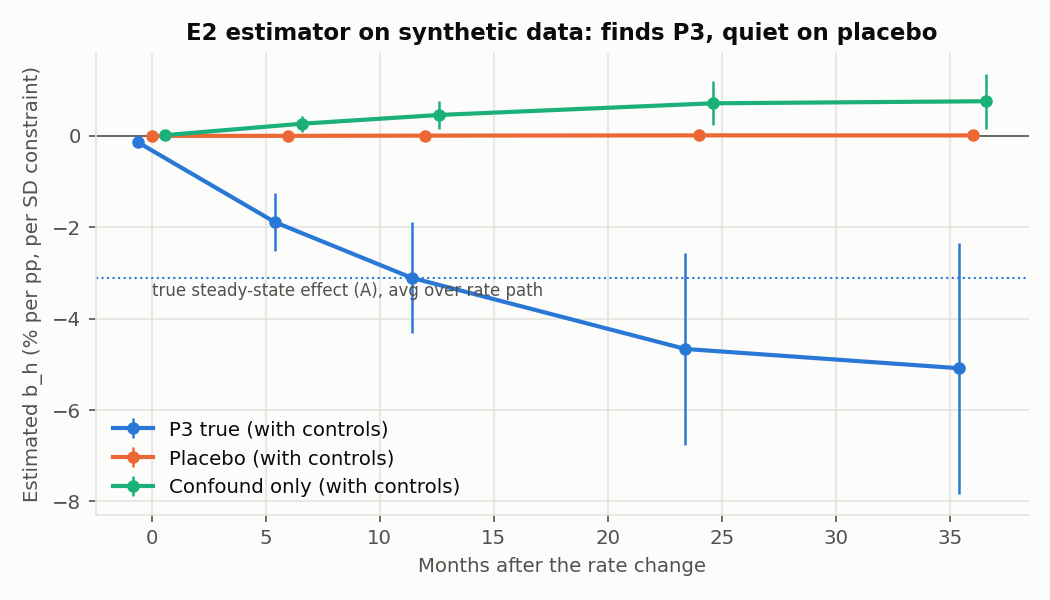 E2 estimator on synthetic data: finds P3, quiet on placebo
Estimated b_h (% per pp, per SD constraint)
0
−2
−4
−6
−8
true steady-state effect (A), avg over rate path
P3 true (with controls)
Placebo (with controls)
Confound only (with controls)
0 5 10 15 20 25 30 35
Months after the rate change